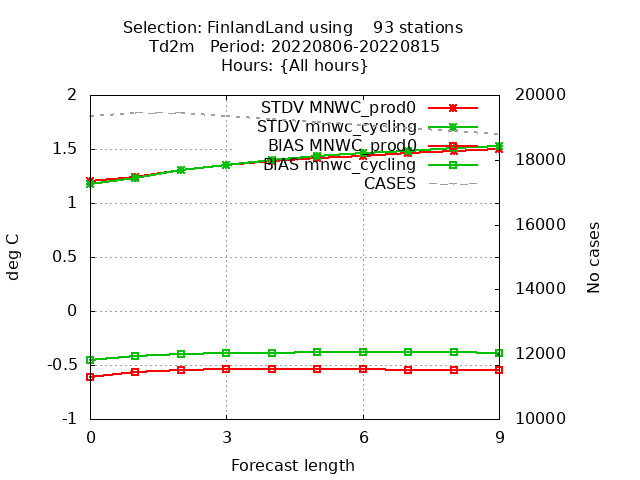 Selection: FinlandLand using 93 stations
Td2m Period: 20220806-20220815
Hours: {All hours}
2
1.5
1
0.5
0
-0.5
-1
20000
18000
16000
14000
12000
10000
STDV MNWC_prod0
STDV mnwc_cycling
BIAS MNWC_prod0
BIAS mnwc_cycling
CASES
deg C
No cases
0
3
6
9
Forecast length